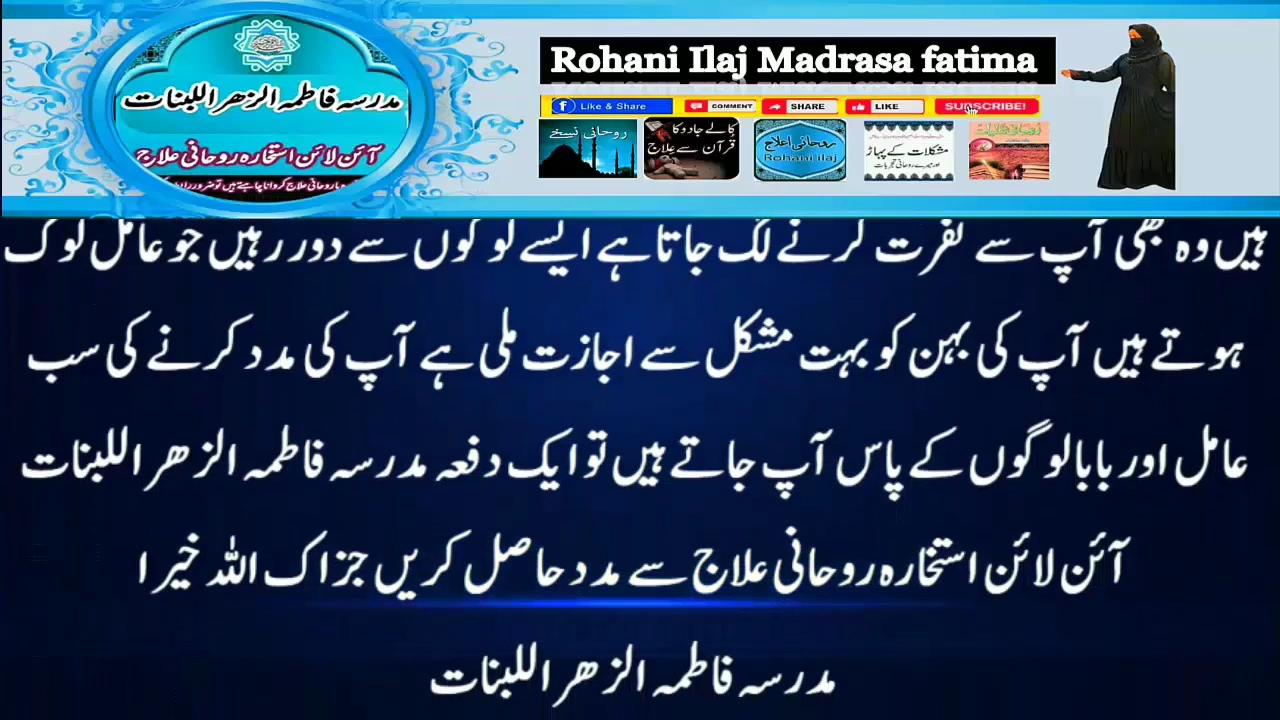 مدرسہ فاطمہ الزھراللبنات
آئن لائن استخارہ روحانی علاج
Rohani Ilaj Madrasa fatima
Like & Share
COMMENT
SHARE
LIKE
SUBSCRIBE!
روحانی نسخے
کالے جادو کا
قرآن سے علاج
روحانی علاج
Rohani ilaj
مشکلات کے پہاڑ
ہیں وہ بھی آپ سے نفرت کرنے لگ جاتا ہے ایسے لوگوں سے دور رہیں جو عامل لوگ
ہوتے ہیں آپ کی بہن کو بہت مشکل سے اجازت ملی ہے آپ کی مدد کرنے کی سب
عامل اور بابا لوگوں کے پاس آپ جاتے ہیں تو ایک دفعہ مدرسہ فاطمہ الزھراللبنات
آئن لائن استخارہ روحانی علاج سے مدد حاصل کریں جزاک اللہ خیرا
مدرسہ فاطمہ الزھراللبنات